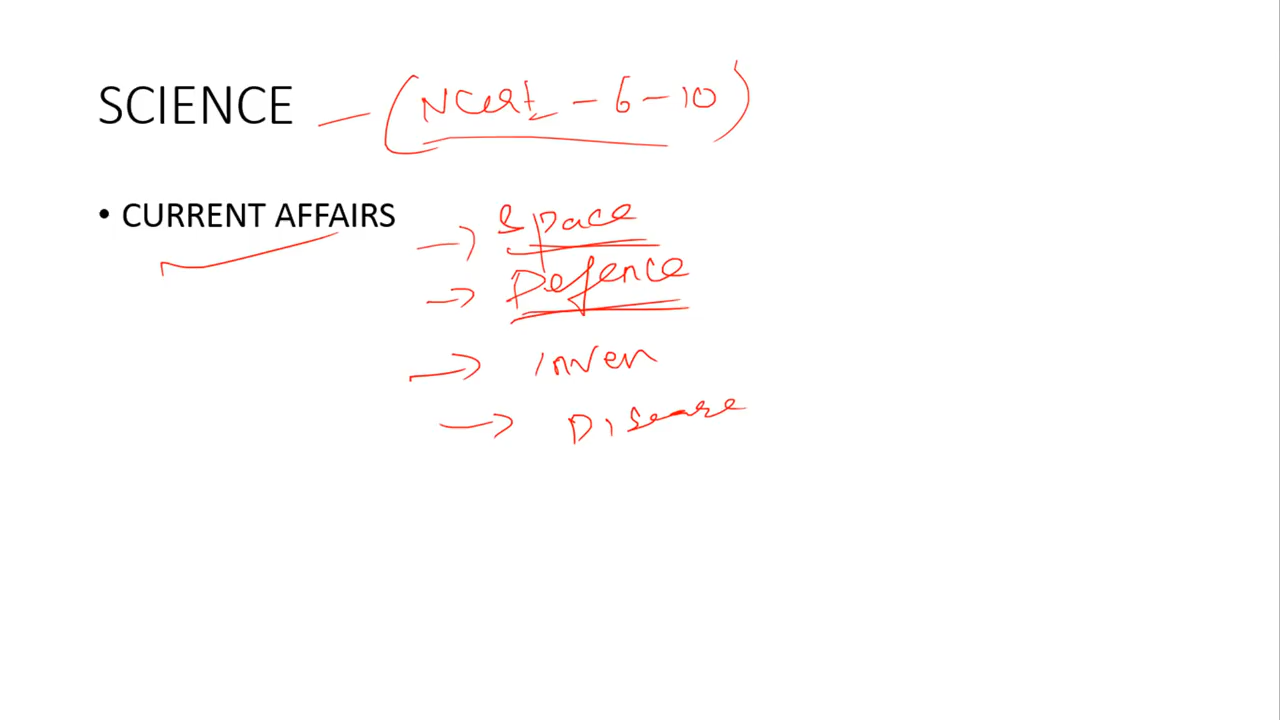 SCIENCE - (NCert - 6 - 10)
• CURRENT AFFAIRS → Space
→ Defence
→ inven
→ Disease